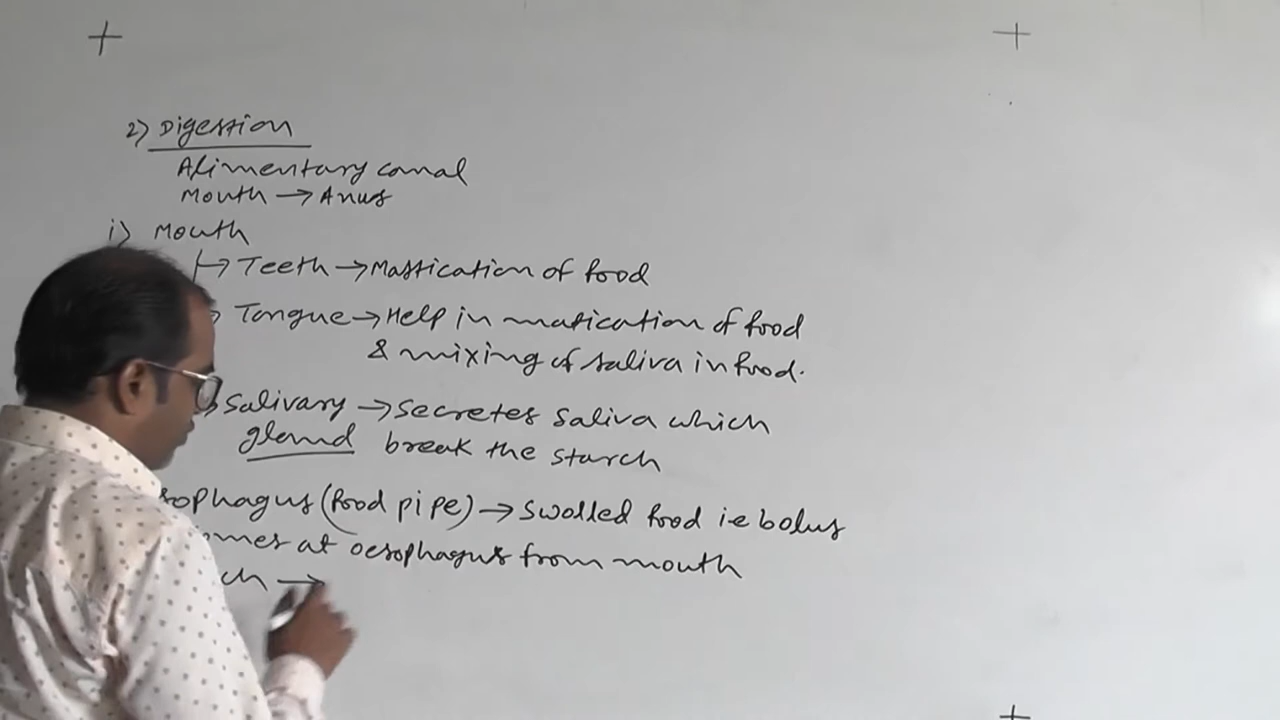 2) Digestion
Alimentary canal
Mouth → Anus
i) Mouth
→ Teeth → Mastication of food
Tongue → Help in matication of food
& mixing of saliva in food.
Salivary → Secretes saliva which
gland break the starch
sophagus (food pipe) → Swolled food ie bolus
omes at oesophagus from mouth
ch →